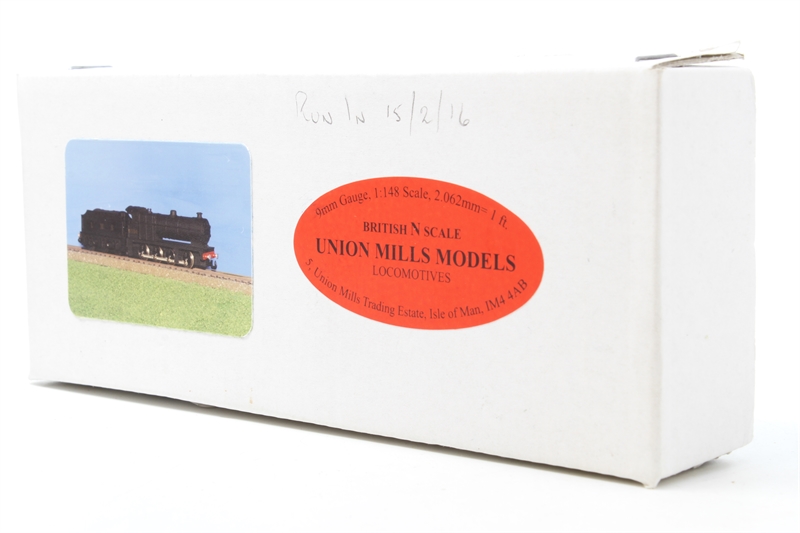 Run In 15/2/16
9mm Gauge, 1:148 Scale, 2.062mm= 1 ft.
BRITISH N SCALE
UNION MILLS MODELS
LOCOMOTIVES
5, Union Mills Trading Estate, Isle of Man, IM4 4AB